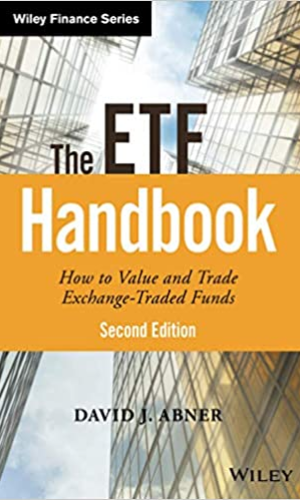 Wiley Finance Series
The ETF
Handbook
How to Value and Trade
Exchange-Traded Funds
Second Edition
DAVID J. ABNER
WILEY